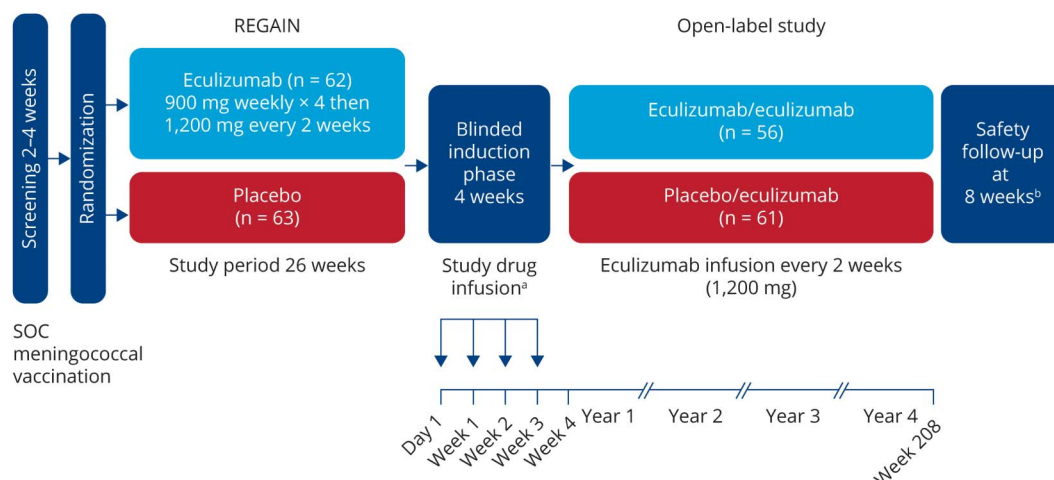 REGAIN
Open-label study
Screening 2–4 weeks
Randomization
Eculizumab (n = 62)
900 mg weekly × 4 then
1,200 mg every 2 weeks
Placebo
(n = 63)
Study period 26 weeks
Blinded
induction
phase
4 weeks
Study drug
infusionᵃ
Eculizumab/eculizumab
(n = 56)
Placebo/eculizumab
(n = 61)
Eculizumab infusion every 2 weeks
(1,200 mg)
Safety
follow-up
at
8 weeksᵇ
SOC
meningococcal
vaccination
Day 1
Week 1
Week 2
Week 3
Week 4
Year 1
Year 2
Year 3
Year 4
Week 208